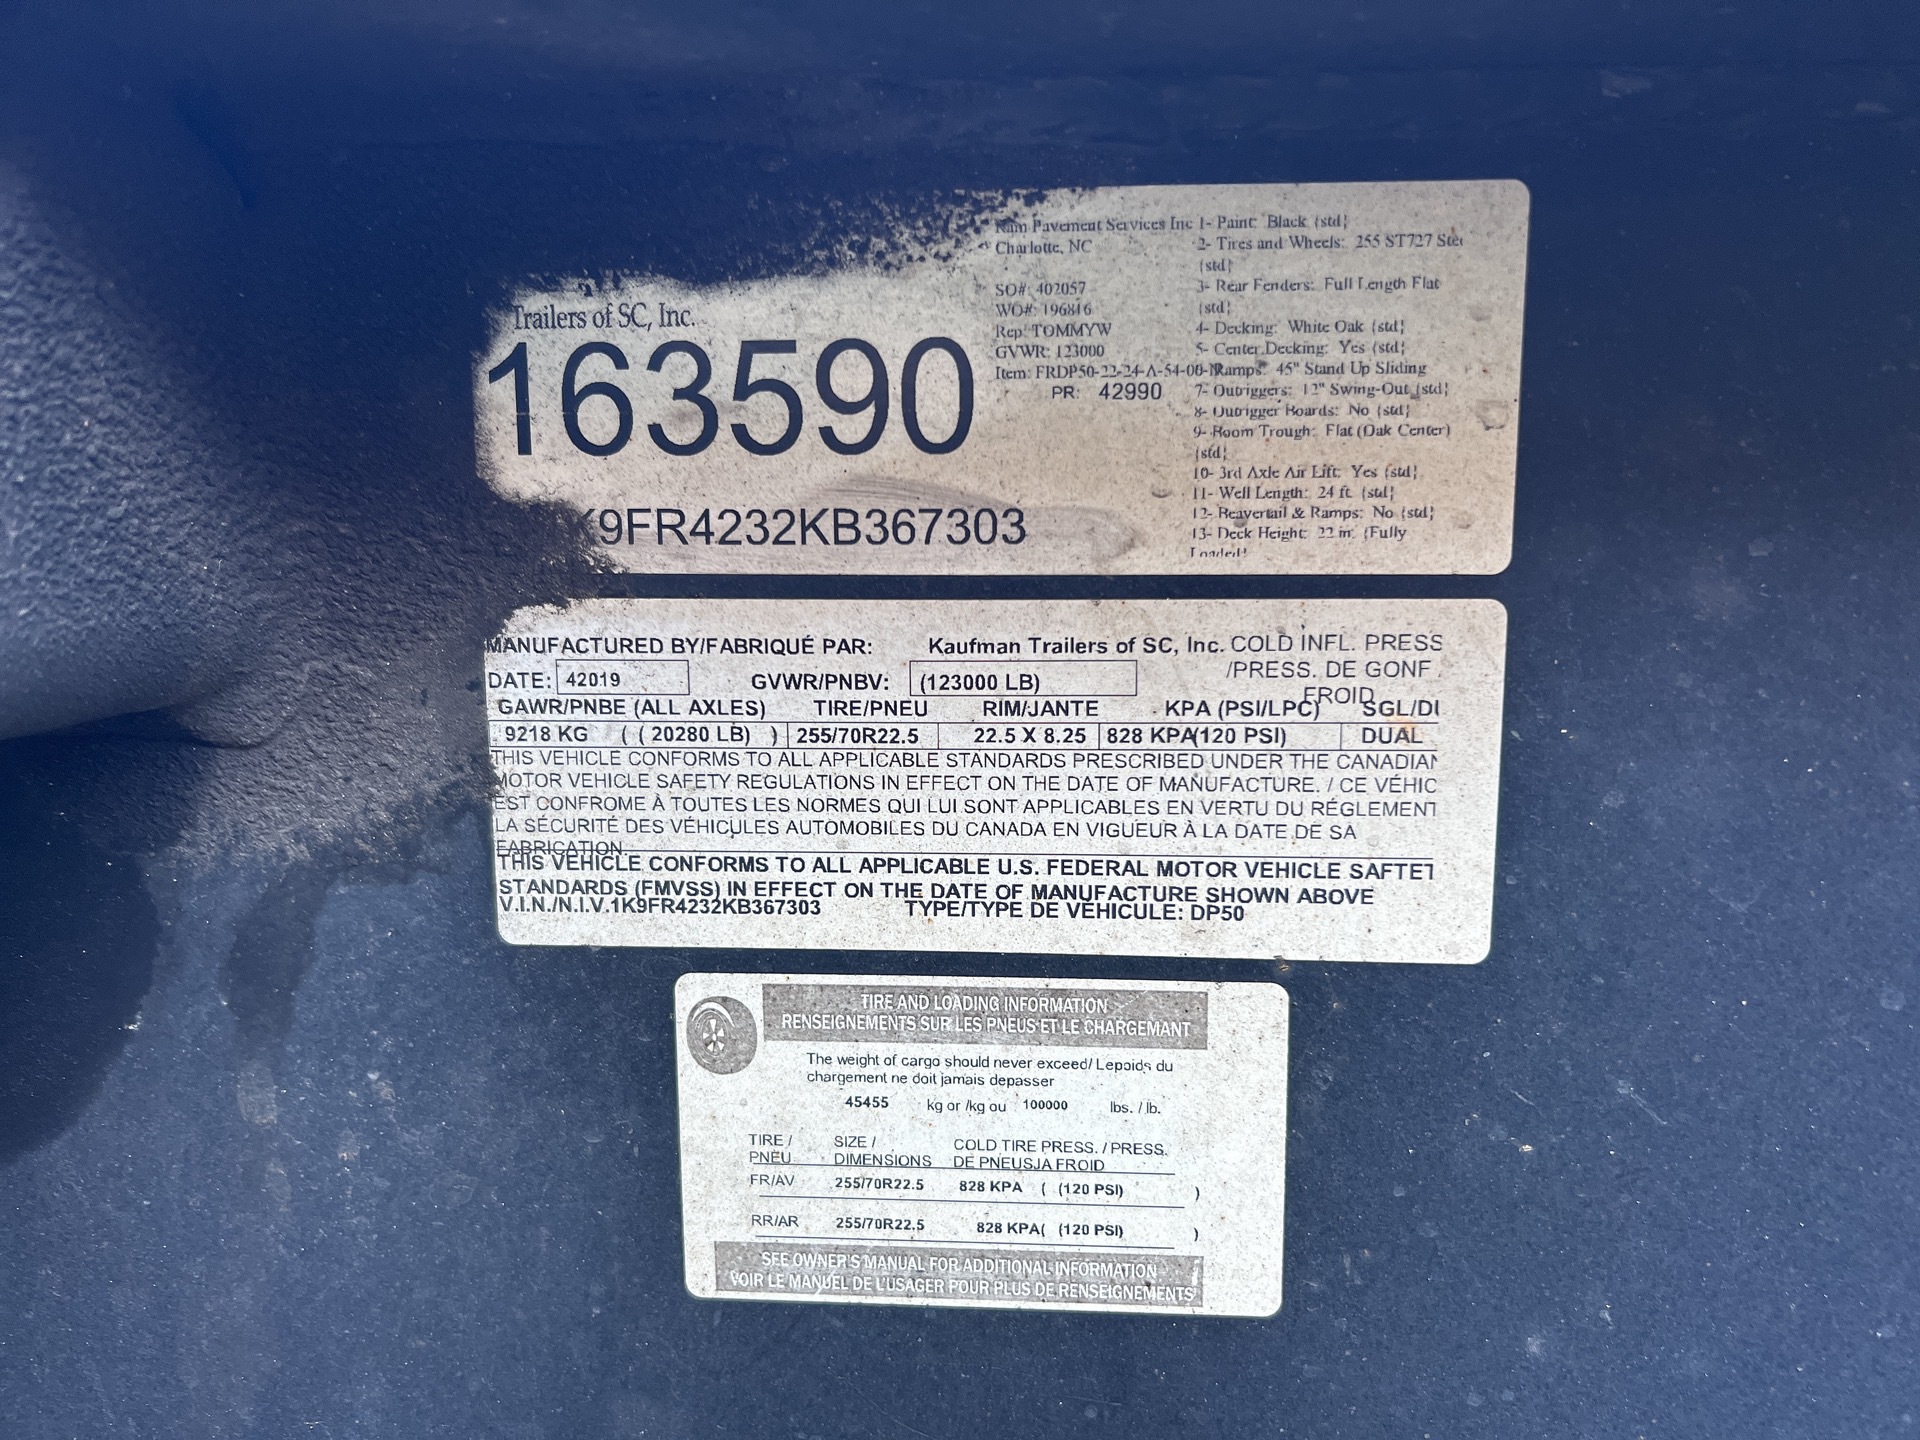 Trailers of SC, Inc.
163590
K9FR4232KB367303
Pavement Services Inc
Charlotte, NC
SO#: 402057
WO#: 196816
Rep: TOMMYW
GVWR: 123000
Item: FRDP50-22-24-A-54-00-
PR: 42990
1- Paint: Black (std)
2- Tires and Wheels: 255 ST727
(std)
3- Rear Fenders: Full Length Flat
(std)
4- Decking: White Oak (std)
5- Center Decking: Yes (std)
Ramps: 45" Stand Up Sliding
7- Outriggers: 12" Swing-Out (std)
8- Outrigger Boards: No (std)
9- Boom Trough: Flat (Oak Center)
(std)
10- 3rd Axle Air Lift: Yes (std)
11- Well Length: 24 ft. (std)
12- Beavertail & Ramps: No (std)
13- Deck Height: 22 in. (Fully
Loaded)
MANUFACTURED BY/FABRIQUÉ PAR: Kaufman Trailers of SC, Inc.
COLD INFL. PRESS
/PRESS. DE GONF.
FROID
DATE: 42019 GVWR/PNBV: (123000 LB)
GAWR/PNBE (ALL AXLES) TIRE/PNEU RIM/JANTE KPA (PSI/LPC) SGL/DU
9218 KG ( ( 20280 LB) ) 255/70R22.5 22.5 X 8.25 828 KPA (120 PSI) DUAL
THIS VEHICLE CONFORMS TO ALL APPLICABLE STANDARDS PRESCRIBED UNDER THE CANADIAN
MOTOR VEHICLE SAFETY REGULATIONS IN EFFECT ON THE DATE OF MANUFACTURE. / CE VÉHIC
EST CONFROME À TOUTES LES NORMES QUI LUI SONT APPLICABLES EN VERTU DU RÉGLEMENT
LA SÉCURITÉ DES VÉHICULES AUTOMOBILES DU CANADA EN VIGUEUR À LA DATE DE SA
FABRICATION.
THIS VEHICLE CONFORMS TO ALL APPLICABLE U.S. FEDERAL MOTOR VEHICLE SAFTET
STANDARDS (FMVSS) IN EFFECT ON THE DATE OF MANUFACTURE SHOWN ABOVE
V.I.N./N.I.V.1K9FR4232KB367303 TYPE/TYPE DE VÉHICULE: DP50
TIRE AND LOADING INFORMATION
RENSEIGNEMENTS SUR LES PNEUS ET LE CHARGEMANT
The weight of cargo should never exceed/ Lepoids du
chargement ne doit jamais depasser
45455 kg or /kg ou 100000 lbs. / lb.
TIRE / SIZE / COLD TIRE PRESS. / PRESS.
PNEU DIMENSIONS DE PNEUSJA FROID
FR/AV 255/70R22.5 828 KPA ( (120 PSI) )
RR/AR 255/70R22.5 828 KPA( (120 PSI) )
SEE OWNER'S MANUAL FOR ADDITIONAL INFORMATION
VOIR LE MANUEL DE L'USAGER POUR PLUS DE RENSEIGNEMENTS